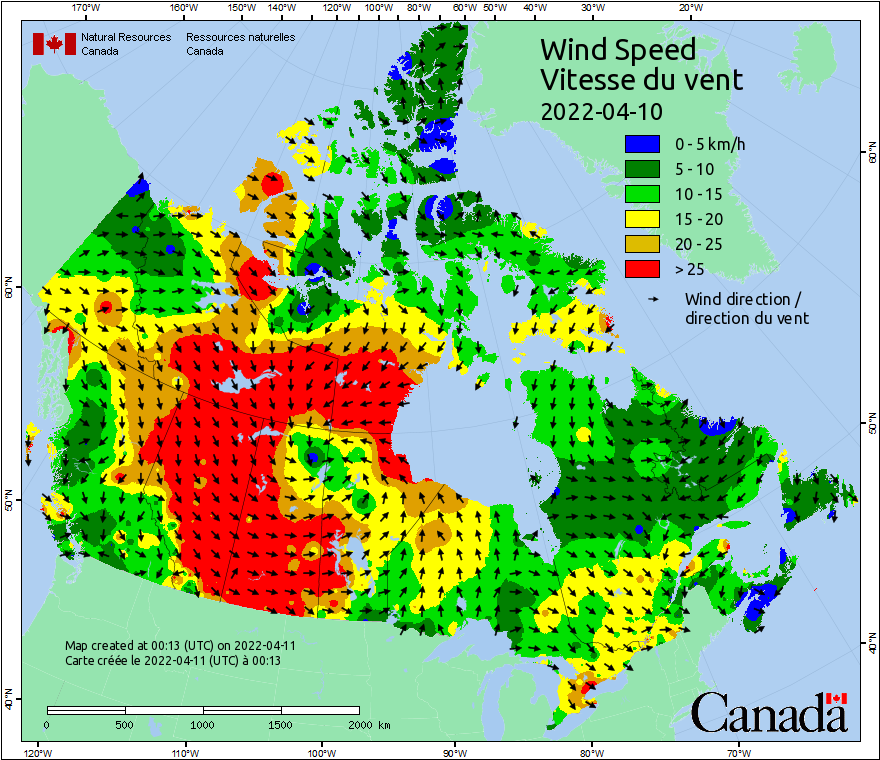 170°W 160°W 150°W 140°W 120°W 110°W 100°W 80°W 60°W 50°W 40°W 30°W 20°W
Natural Resources Ressources naturelles
Canada Canada
Wind Speed
Vitesse du vent
2022-04-10
0 - 5 km/h
5 - 10
10 - 15
15 - 20
20 - 25
> 25
Wind direction /
direction du vent
60°N
60°N
50°N
50°N
40°N
40°N
Map created at 00:13 (UTC) on 2022-04-11
Carte créée le 2022-04-11 (UTC) à 00:13
0 500 1000 1500 2000 km
Canada
120°W 110°W 100°W 90°W 80°W 70°W